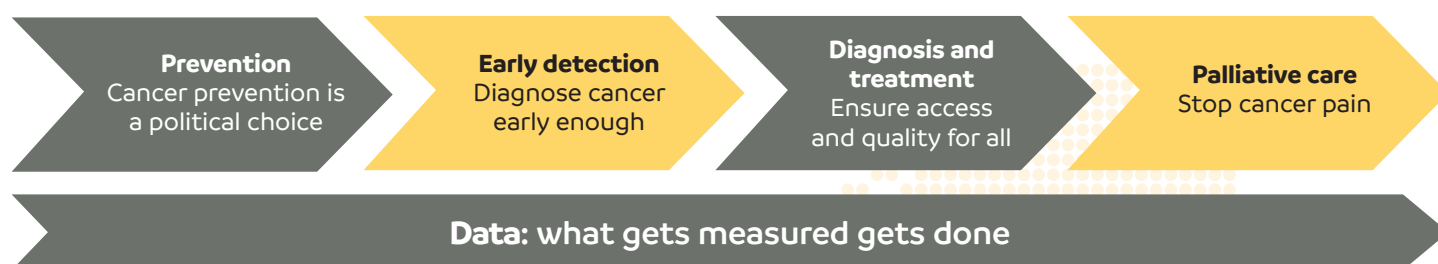 Prevention
Cancer prevention is
a political choice
Early detection
Diagnose cancer
early enough
Diagnosis and
treatment
Ensure access
and quality for all
Palliative care
Stop cancer pain
Data: what gets measured gets done